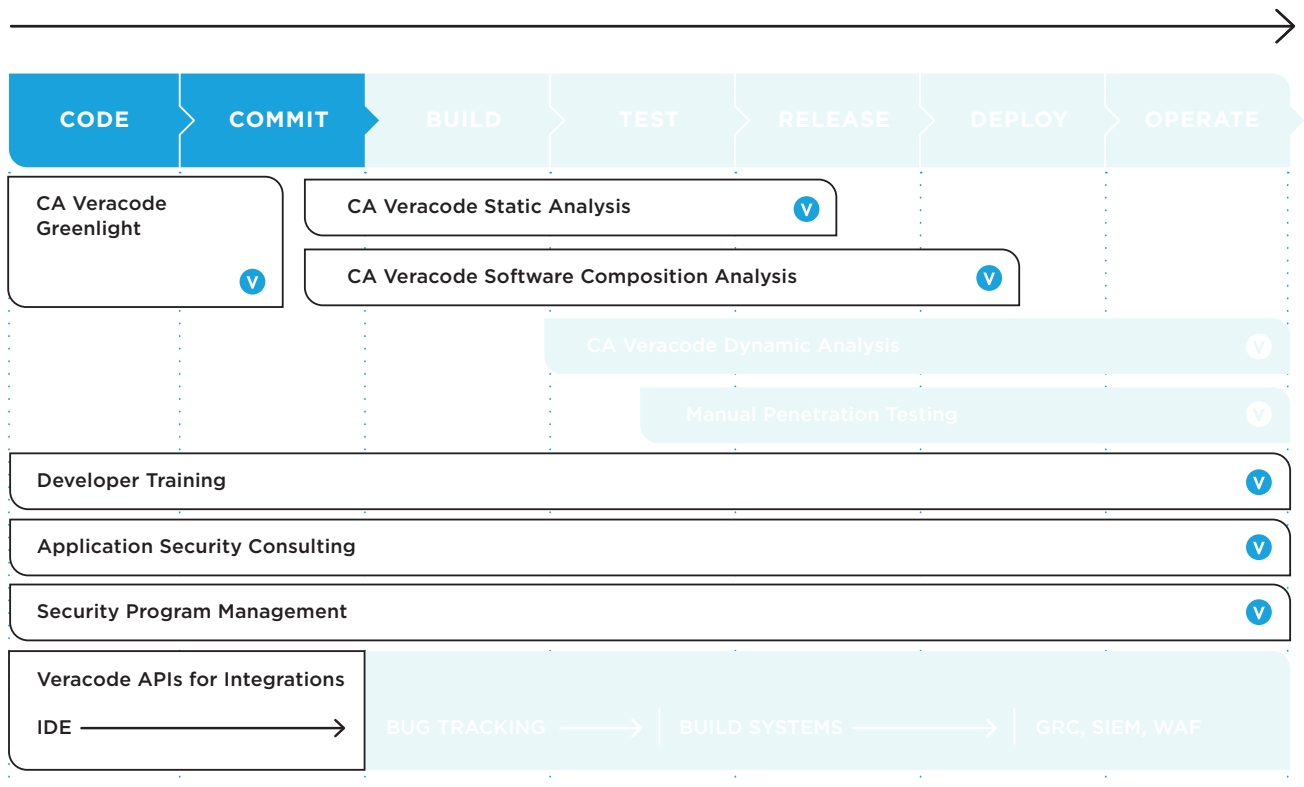 CODE COMMIT BUILD TEST RELEASE DEPLOY OPERATE
CA Veracode
Greenlight
V
CA Veracode Static Analysis V
CA Veracode Software Composition Analysis V
CA Veracode Dynamic Analysis V
Manual Penetration Testing V
Developer Training V
Application Security Consulting V
Security Program Management V
Veracode APIs for Integrations
IDE BUG TRACKING BUILD SYSTEMS GRC, SIEM, WAF